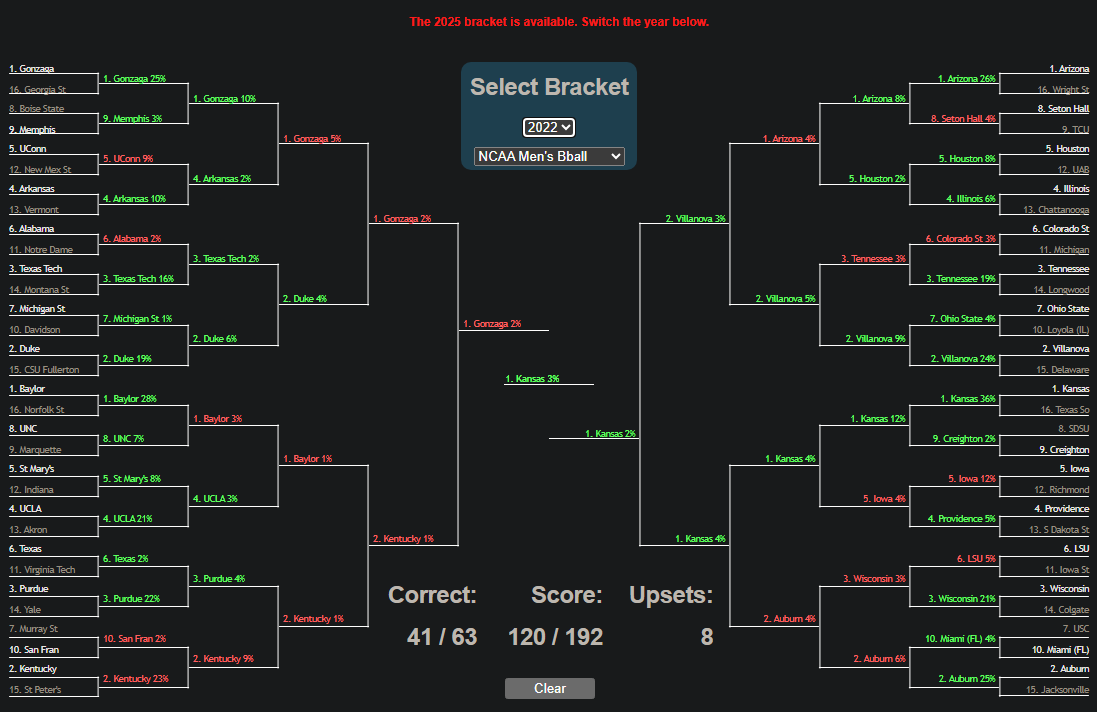 The 2025 bracket is available. Switch the year below.
Select Bracket
2022
NCAA Men's Bball
1. Gonzaga
16. Georgia St
8. Boise State
9. Memphis
5. UConn
12. New Mex St
4. Arkansas
13. Vermont
6. Alabama
11. Notre Dame
3. Texas Tech
14. Montana St
7. Michigan St
10. Davidson
2. Duke
15. CSU Fullerton
1. Baylor
16. Norfolk St
8. UNC
9. Marquette
5. St Mary's
12. Indiana
4. UCLA
13. Akron
6. Texas
11. Virginia Tech
3. Purdue
14. Yale
7. Murray St
10. San Fran
2. Kentucky
15. St Peter's
1. Gonzaga 25%
9. Memphis 3%
5. UConn 9%
4. Arkansas 10%
6. Alabama 2%
3. Texas Tech 16%
7. Michigan St 1%
2. Duke 19%
1. Baylor 28%
8. UNC 7%
5. St Mary's 8%
4. UCLA 21%
6. Texas 2%
3. Purdue 22%
10. San Fran 2%
2. Kentucky 23%
1. Gonzaga 10%
4. Arkansas 2%
3. Texas Tech 2%
2. Duke 6%
1. Baylor 3%
4. UCLA 3%
3. Purdue 4%
2. Kentucky 9%
1. Gonzaga 5%
2. Duke 4%
1. Baylor 1%
2. Kentucky 1%
1. Gonzaga 2%
2. Kentucky 1%
1. Gonzaga 2%
1. Kansas 3%
1. Kansas 2%
2. Villanova 3%
1. Kansas 4%
1. Arizona 4%
2. Villanova 5%
1. Kansas 4%
2. Auburn 4%
1. Arizona 8%
5. Houston 2%
3. Tennessee 3%
2. Villanova 9%
1. Kansas 12%
5. Iowa 4%
3. Wisconsin 3%
2. Auburn 6%
1. Arizona 26%
8. Seton Hall 4%
5. Houston 8%
4. Illinois 6%
6. Colorado St 3%
3. Tennessee 19%
7. Ohio State 4%
2. Villanova 24%
1. Kansas 36%
9. Creighton 2%
5. Iowa 12%
4. Providence 5%
6. LSU 5%
3. Wisconsin 21%
10. Miami (FL) 4%
2. Auburn 25%
1. Arizona
16. Wright St
8. Seton Hall
9. TCU
5. Houston
12. UAB
4. Illinois
13. Chattanooga
6. Colorado St
11. Michigan
3. Tennessee
14. Longwood
7. Ohio State
10. Loyola (IL)
2. Villanova
15. Delaware
1. Kansas
16. Texas So
8. SDSU
9. Creighton
5. Iowa
12. Richmond
4. Providence
13. S Dakota St
6. LSU
11. Iowa St
3. Wisconsin
14. Colgate
7. USC
10. Miami (FL)
2. Auburn
15. Jacksonville
Correct: Score: Upsets:
41 / 63 120 / 192 8
Clear